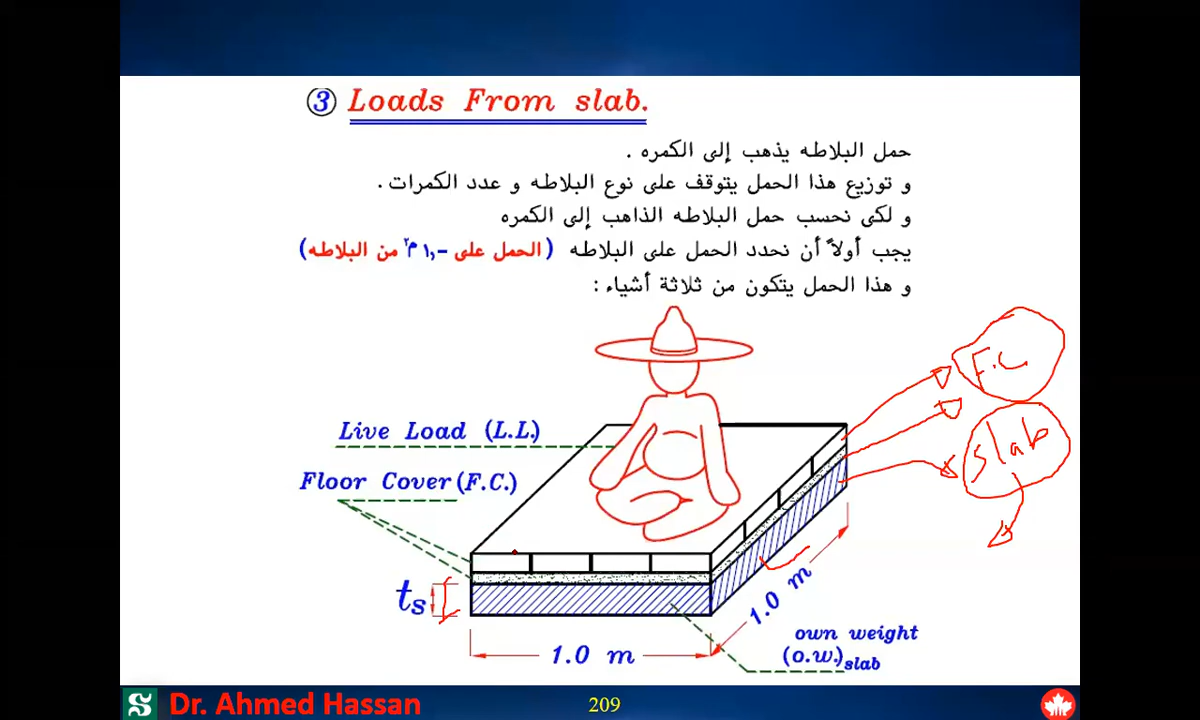 ③ Loads From slab.
حمل البلاطه يذهب إلى الكمره .
و توزيع هذا الحمل يتوقف على نوع البلاطه و عدد الكمرات .
و لكى نحسب حمل البلاطه الذاهب إلى الكمره
يجب أولاً أن نحدد الحمل على البلاطه (الحمل على ١,٠ م٢ من البلاطه)
و هذا الحمل يتكون من ثلاثة أشياء :
F.C
Live Load (L.L.)
slab
Floor Cover (F.C.)
ts
1.0 m
1.0 m
own weight
(o.w.)slab
Dr. Ahmed Hassan
209